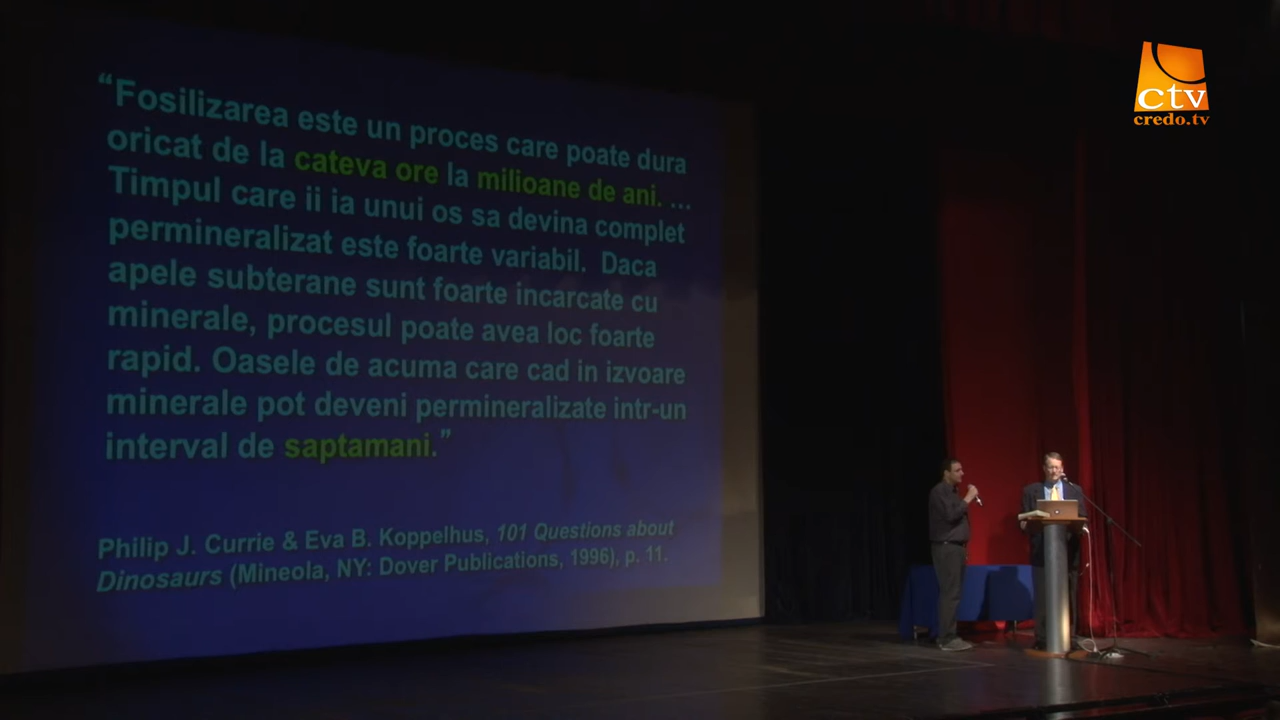 “Fosilizarea este un proces care poate dura
oricat de la cateva ore la milioane de ani. ...
Timpul care ii ia unui os sa devina complet
permineralizat este foarte variabil. Daca
apele subterane sunt foarte incarcate cu
minerale, procesul poate avea loc foarte
rapid. Oasele de acuma care cad in izvoare
minerale pot deveni permineralizate intr-un
interval de saptamani.”
Philip J. Currie & Eva B. Koppelhus, 101 Questions about
Dinosaurs (Mineola, NY: Dover Publications, 1996), p. 11.
ctv
credo.tv